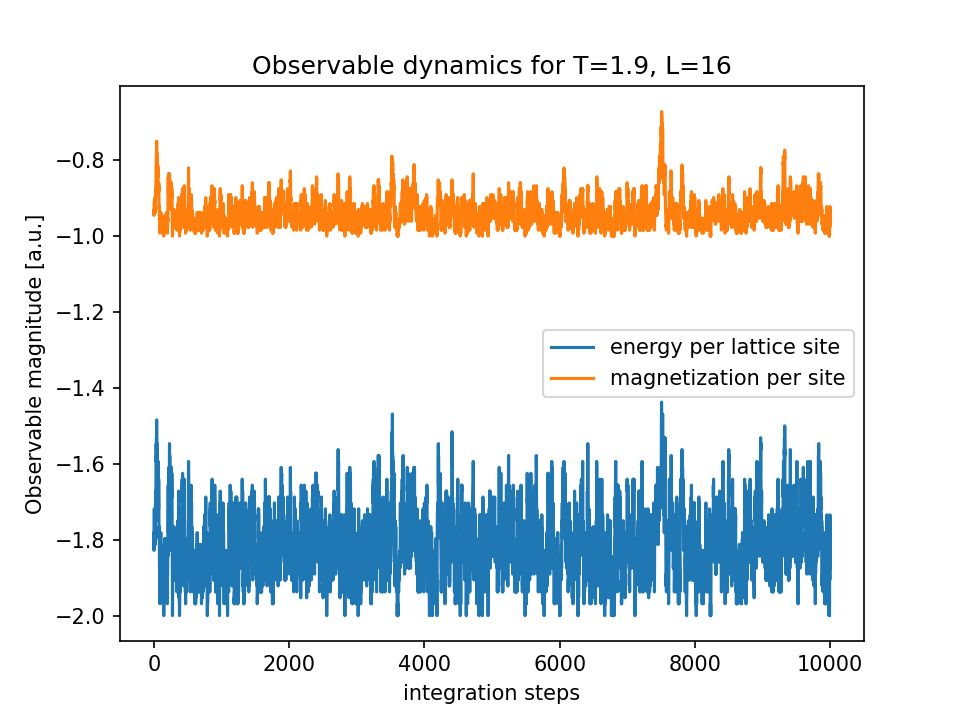 Observable dynamics for T=1.9, L=16
Observable magnitude [a.u.]
−0.8
−1.0
−1.2
−1.4
−1.6
−1.8
−2.0
energy per lattice site
magnetization per site
0
2000
4000
6000
8000
10000
integration steps